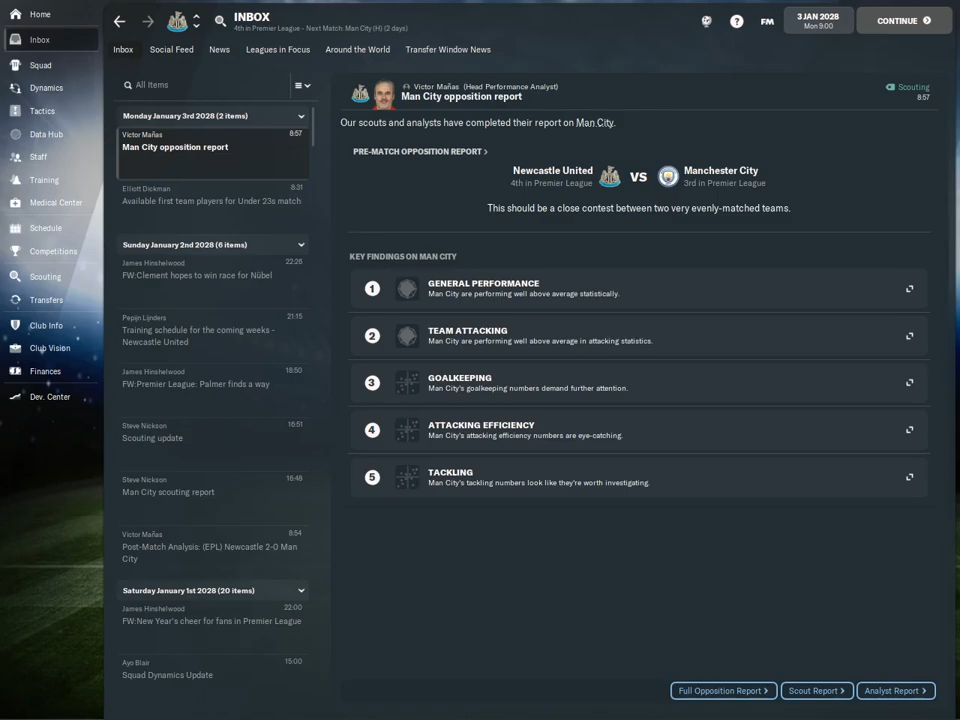 Home
Inbox
Squad
Dynamics
Tactics
Data Hub
Staff
Training
Medical Center
Schedule
Competitions
Scouting
Transfers
Club Info
Club Vision
Finances
Dev. Center
INBOX
4th in Premier League - Next Match: Man City (H) (2 days)
?
FM
3 JAN 2028
Mon 9:00
CONTINUE
Inbox
Social Feed
News
Leagues in Focus
Around the World
Transfer Window News
All Items
Monday January 3rd 2028 (2 items)
Víctor Mañas 8:57
Man City opposition report
Elliott Dickman 8:31
Available first team players for Under 23s match
Sunday January 2nd 2028 (6 items)
James Hinshelwood 22:26
FW:Clement hopes to win race for Nübel
Pepijn Lijnders 21:15
Training schedule for the coming weeks -
Newcastle United
James Hinshelwood 18:50
FW:Premier League: Palmer finds a way
Steve Nickson 16:51
Scouting update
Steve Nickson 16:48
Man City scouting report
Víctor Mañas 8:54
Post-Match Analysis: (EPL) Newcastle 2-0 Man
City
Saturday January 1st 2028 (20 items)
James Hinshelwood 22:00
FW:New Year's cheer for fans in Premier League
Ayo Blair 15:00
Squad Dynamics Update
Víctor Mañas (Head Performance Analyst)
Man City opposition report
Scouting
8:57
Our scouts and analysts have completed their report on Man City.
PRE-MATCH OPPOSITION REPORT
Newcastle United
4th in Premier League
VS
Manchester City
3rd in Premier League
This should be a close contest between two very evenly-matched teams.
KEY FINDINGS ON MAN CITY
1
GENERAL PERFORMANCE
Man City are performing well above average statistically.
2
TEAM ATTACKING
Man City are performing well above average in attacking statistics.
3
GOALKEEPING
Man City's goalkeeping numbers demand further attention.
4
ATTACKING EFFICIENCY
Man City's attacking efficiency numbers are eye-catching.
5
TACKLING
Man City's tackling numbers look like they're worth investigating.
Full Opposition Report
Scout Report
Analyst Report